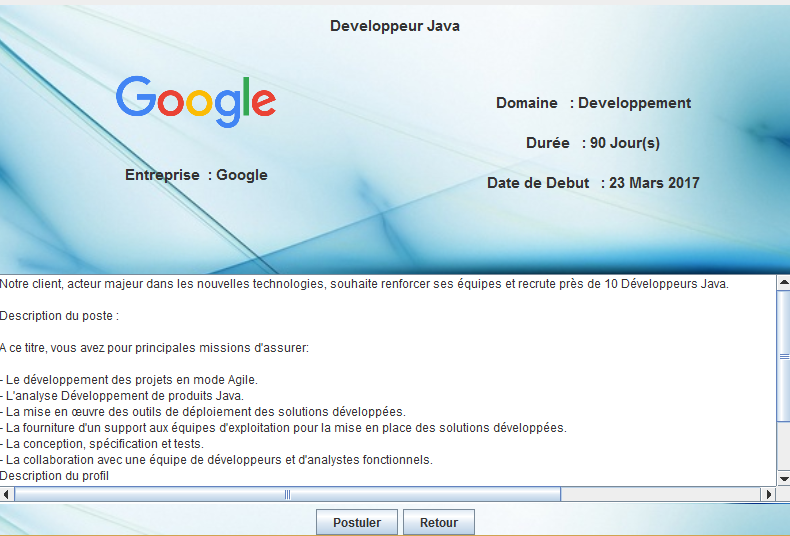 Developpeur Java
Google
Entreprise : Google
Domaine : Developpement
Durée : 90 Jour(s)
Date de Debut : 23 Mars 2017
Notre client, acteur majeur dans les nouvelles technologies, souhaite renforcer ses équipes et recrute près de 10 Développeurs Java.
Description du poste :
A ce titre, vous avez pour principales missions d'assurer:
- Le développement des projets en mode Agile.
- L'analyse Développement de produits Java.
- La mise en œuvre des outils de déploiement des solutions développées.
- La fourniture d'un support aux équipes d'exploitation pour la mise en place des solutions développées.
- La conception, spécification et tests.
- La collaboration avec une équipe de développeurs et d'analystes fonctionnels.
Description du profil
Postuler Retour